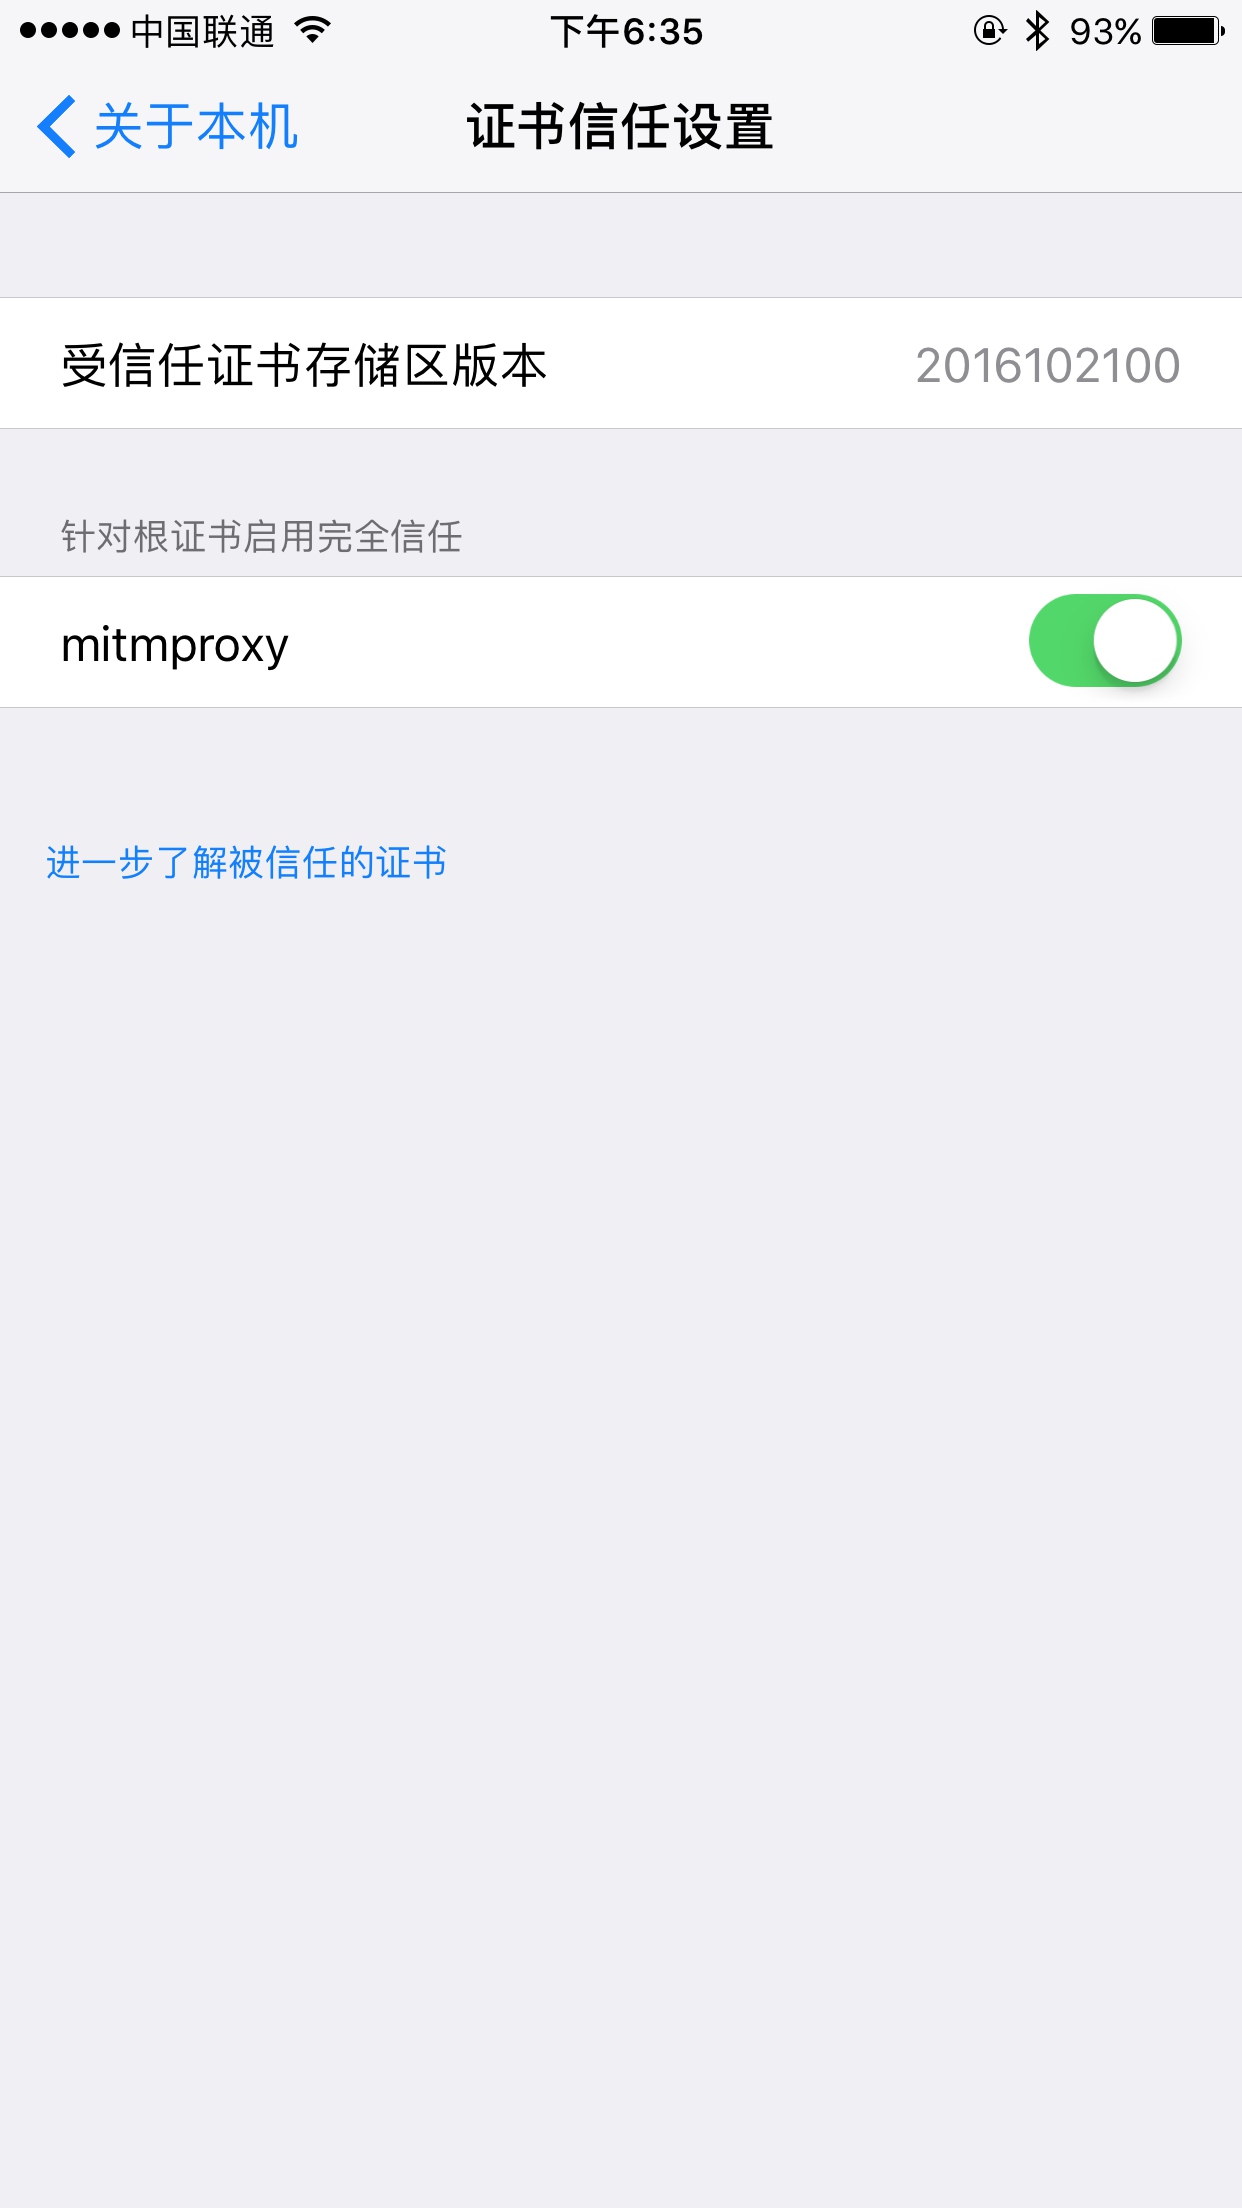 中国联通 下午6:35 93%
关于本机 证书信任设置
受信任证书存储区版本 2016102100
针对根证书启用完全信任
mitmproxy
进一步了解被信任的证书